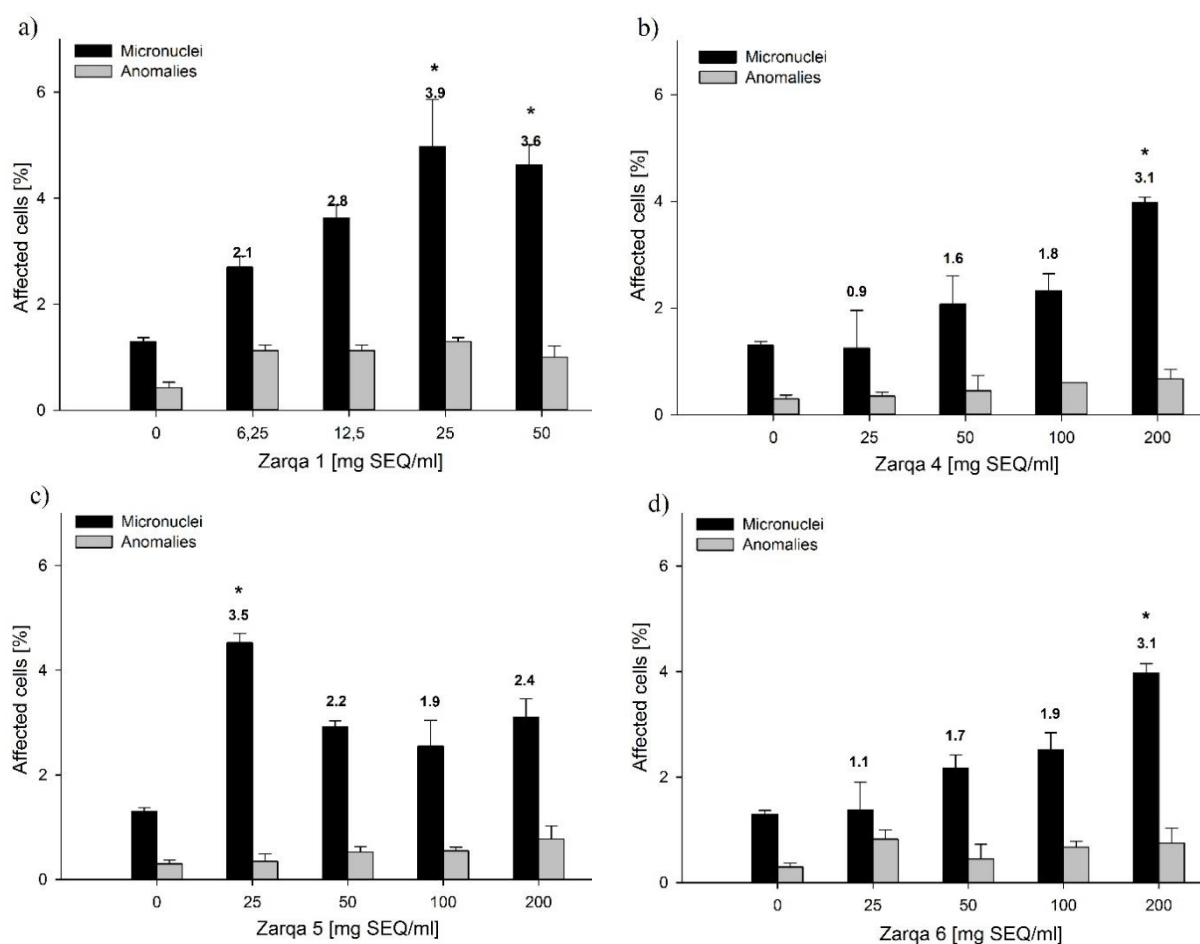 a)
Micronuclei
Anomalies
*
3.9
*
3.6
2.8
2.1
6
4
2
0
Affected cells [%]
0 6,25 12,5 25 50
Zarqa 1 [mg SEQ/ml]
b)
Micronuclei
Anomalies
*
3.1
1.8
1.6
0.9
6
4
2
0
Affected cells [%]
0 25 50 100 200
Zarqa 4 [mg SEQ/ml]
c)
Micronuclei
Anomalies
*
3.5
2.2
1.9
2.4
6
4
2
0
Affected cells [%]
0 25 50 100 200
Zarqa 5 [mg SEQ/ml]
d)
Micronuclei
Anomalies
*
3.1
1.9
1.7
1.1
6
4
2
0
Affected cells [%]
0 25 50 100 200
Zarqa 6 [mg SEQ/ml]